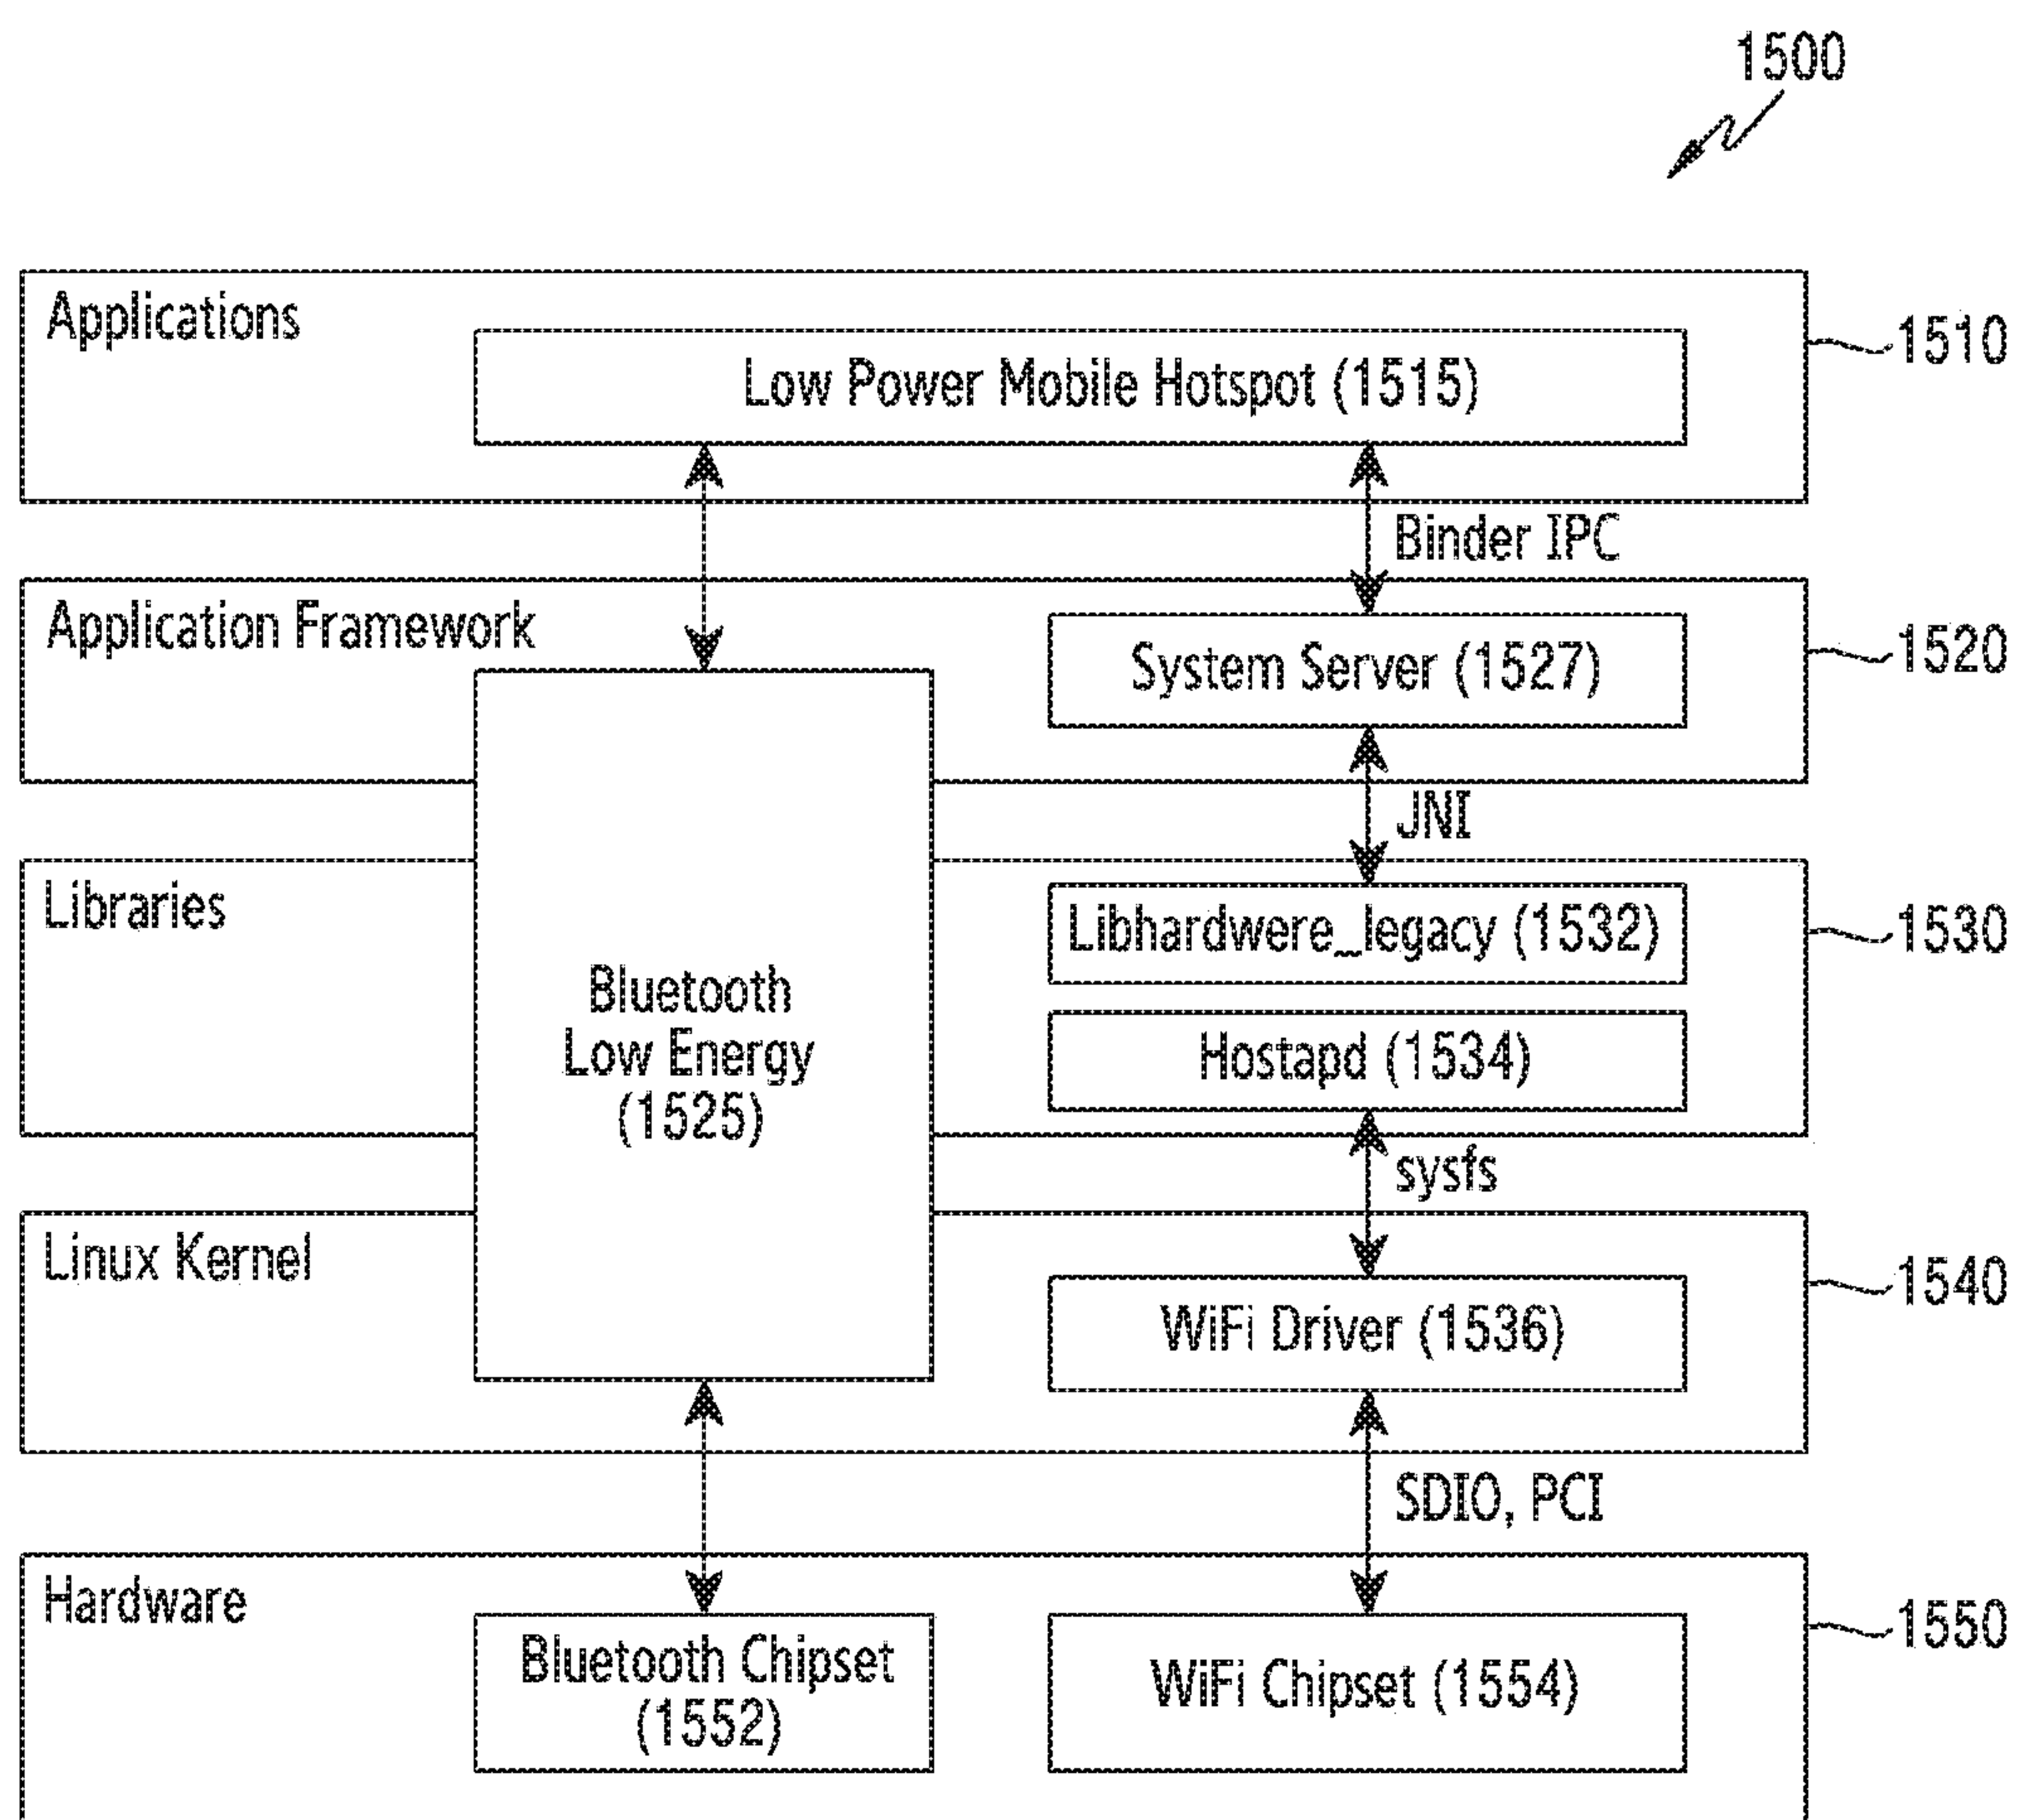 1500
Applications
Low Power Mobile Hotspot (1515)
1510
Binder IPC
Application Framework
System Server (1527)
1520
JNI
Libraries
Libhardwere_legacy (1532)
1530
Bluetooth
Low Energy
(1525)
Hostapd (1534)
sysfs
Linux Kernel
WiFi Driver (1536)
1540
SDIO, PCI
Hardware
Bluetooth Chipset
(1552)
WiFi Chipset (1554)
1550